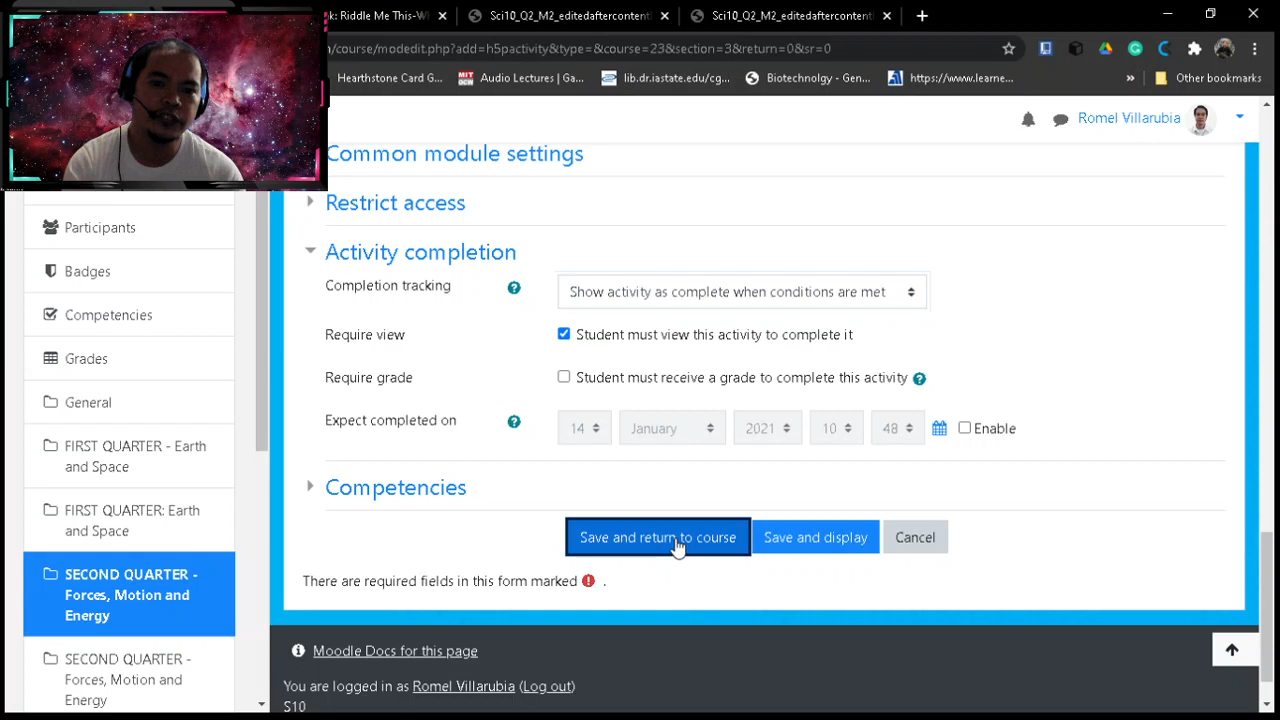 k: Riddle Me This-W
Sci10_Q2_M2_editedaftercontent
Sci10_Q2_M2_editedaftercontent
/course/modedit.php?add=h5pactivity&type=&course=23&section=3&return=0&sr=0
Hearthstone Card G...
MIT
OCW
Audio Lectures | Ga...
lib.dr.iastate.edu/cg...
Biotechnolgy - Gen...
https://www.learne...
»
Other bookmarks
Romel Villarubia
Common module settings
Restrict access
Activity completion
Completion tracking
Show activity as complete when conditions are met
Require view
Student must view this activity to complete it
Require grade
Student must receive a grade to complete this activity
Expect completed on
14
January
2021
10
48
Enable
Competencies
Save and return to course
Save and display
Cancel
There are required fields in this form marked .
Participants
Badges
Competencies
Grades
General
FIRST QUARTER - Earth
and Space
FIRST QUARTER: Earth
and Space
SECOND QUARTER -
Forces, Motion and
Energy
SECOND QUARTER -
Forces, Motion and
Energy
Moodle Docs for this page
You are logged in as Romel Villarubia (Log out)
S10